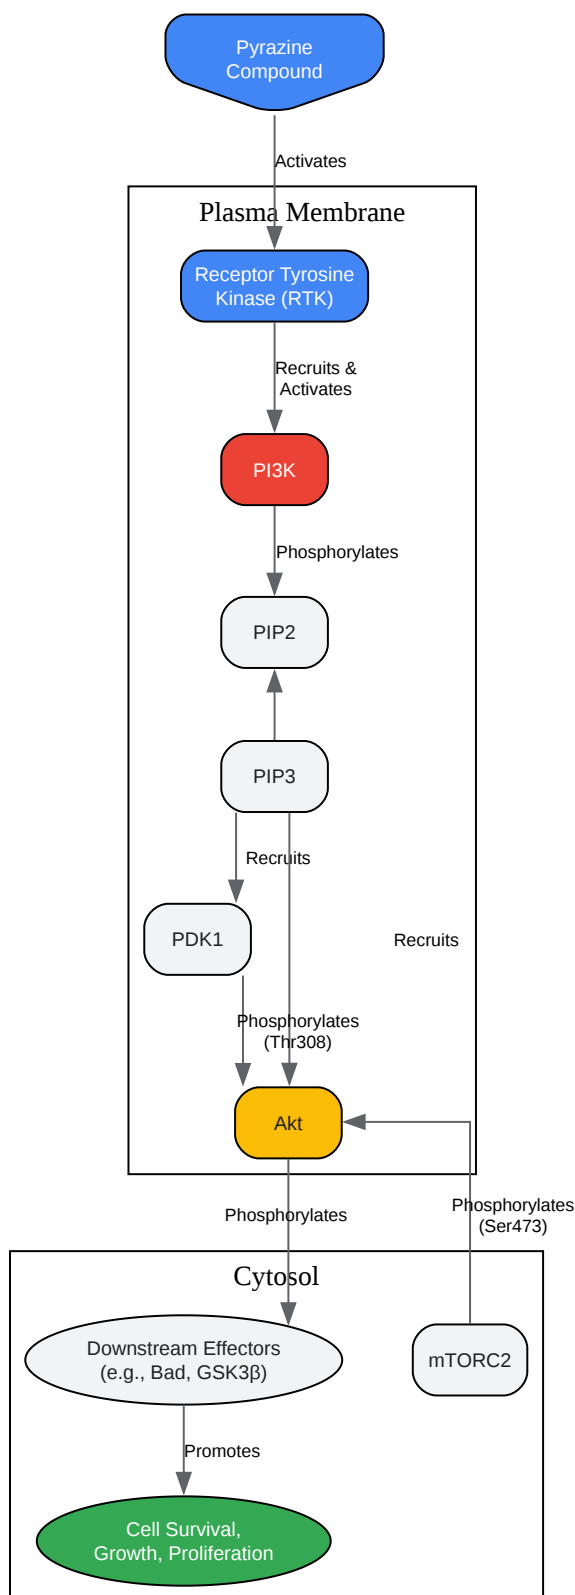 Pyrazine
Compound
Activates
Plasma Membrane
Receptor Tyrosine
Kinase (RTK)
Recruits &
Activates
PI3K
Phosphorylates
PIP2
PIP3
Recruits
PDK1
Recruits
Phosphorylates
(Thr308)
Akt
Phosphorylates
Phosphorylates
(Ser473)
Cytosol
Downstream Effectors
(e.g., Bad, GSK3β)
mTORC2
Promotes
Cell Survival,
Growth, Proliferation